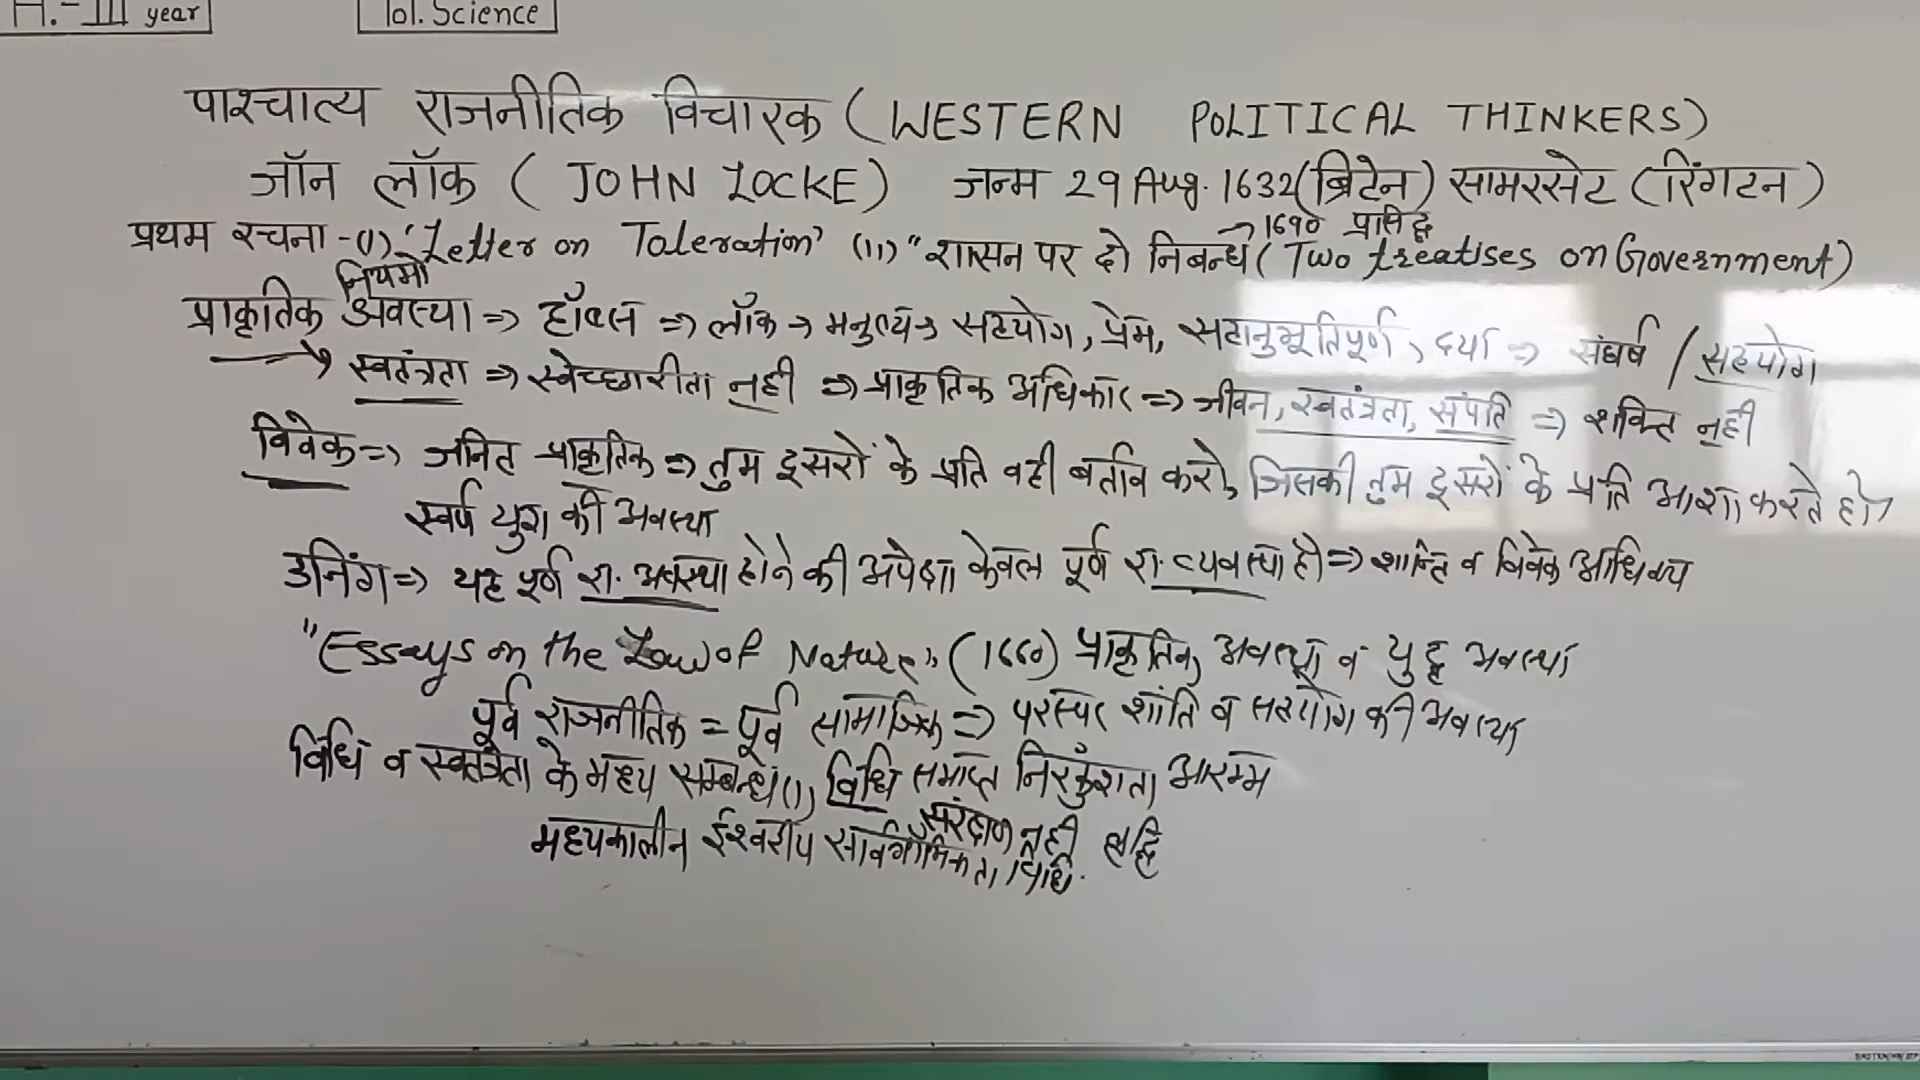 H.-III year Pol. Science
पाश्चात्य राजनीतिक विचारक ( WESTERN POLITICAL THINKERS)
जॉन लॉक ( JOHN LOCKE) जन्म 29 Aug. 1632(ब्रिटेन) सामरसेट (रिंगटन)
→ 1690 प्रसिद्ध
प्रथम रचना -(1) 'Letter on Toleration' (11) "शासन पर दो निबन्ध (Two treatises on Government)
नियमों
प्राकृतिक अवस्था => हॉब्स => लॉक → मनुष्य → सहयोग, प्रेम, सहानुभूतिपूर्ण, दया => संघर्ष / सहयोग
→ स्वतंत्रता => स्वेच्छारीता नही => प्राकृतिक अधिकार => जीवन, स्वतंत्रता, संपति => शक्ति नही
विवेक => जनित प्राकृतिक => तुम दूसरों के प्रति वही बर्ताव करो, जिसकी तुम दूसरों के प्रति आशा करते हो,
स्वर्ण युग की अवस्था
डनिंग => यह पूर्ण रा. अवस्था होने की अपेक्षा केवल पूर्ण रा. व्यवस्था है => शान्ति व विवेक आधिक्य
"Essays on the Law of Nature" (1660) प्राकृतिक अवस्था व युद्ध अवस्था
पूर्व राजनीतिक = पूर्व सामाजिक => परस्पर शांति व सहयोग की अवस्था
विधि व स्वतंत्रता के मध्य सम्बन्ध (1) विधि समाप्त निरंकुशता आरम्भ
संरक्षण नही
मध्यकालीन ईश्वरीय सार्वभौमिकता विधि.